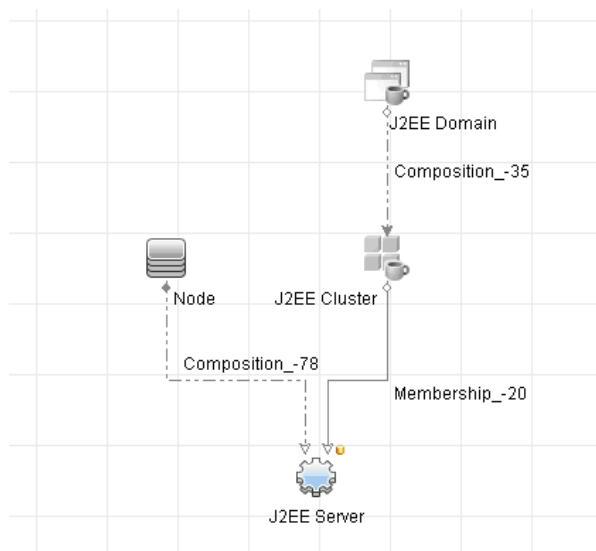 J2EE Domain
Composition_-35
Node
J2EE Cluster
Composition_-78
Membership_-20
J2EE Server